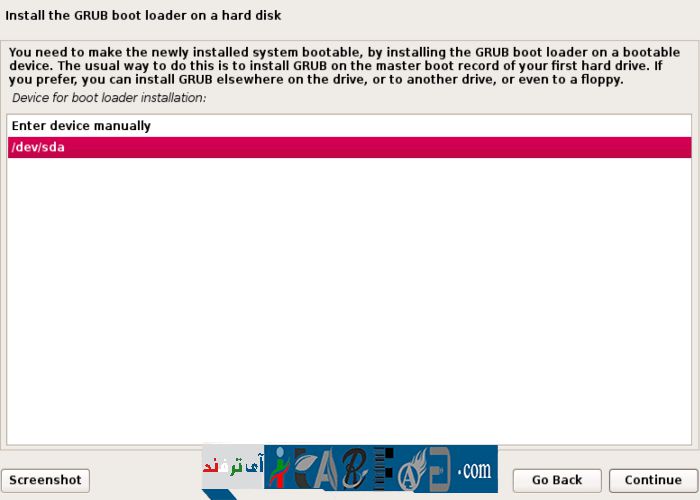 Install the GRUB boot loader on a hard disk
You need to make the newly installed system bootable, by installing the GRUB boot loader on a bootable
device. The usual way to do this is to install GRUB on the master boot record of your first hard drive. If
you prefer, you can install GRUB elsewhere on the drive, or to another drive, or even to a floppy.
Device for boot loader installation:
Enter device manually
/dev/sda
آی ترفند
.com
Screenshot
Go Back
Continue